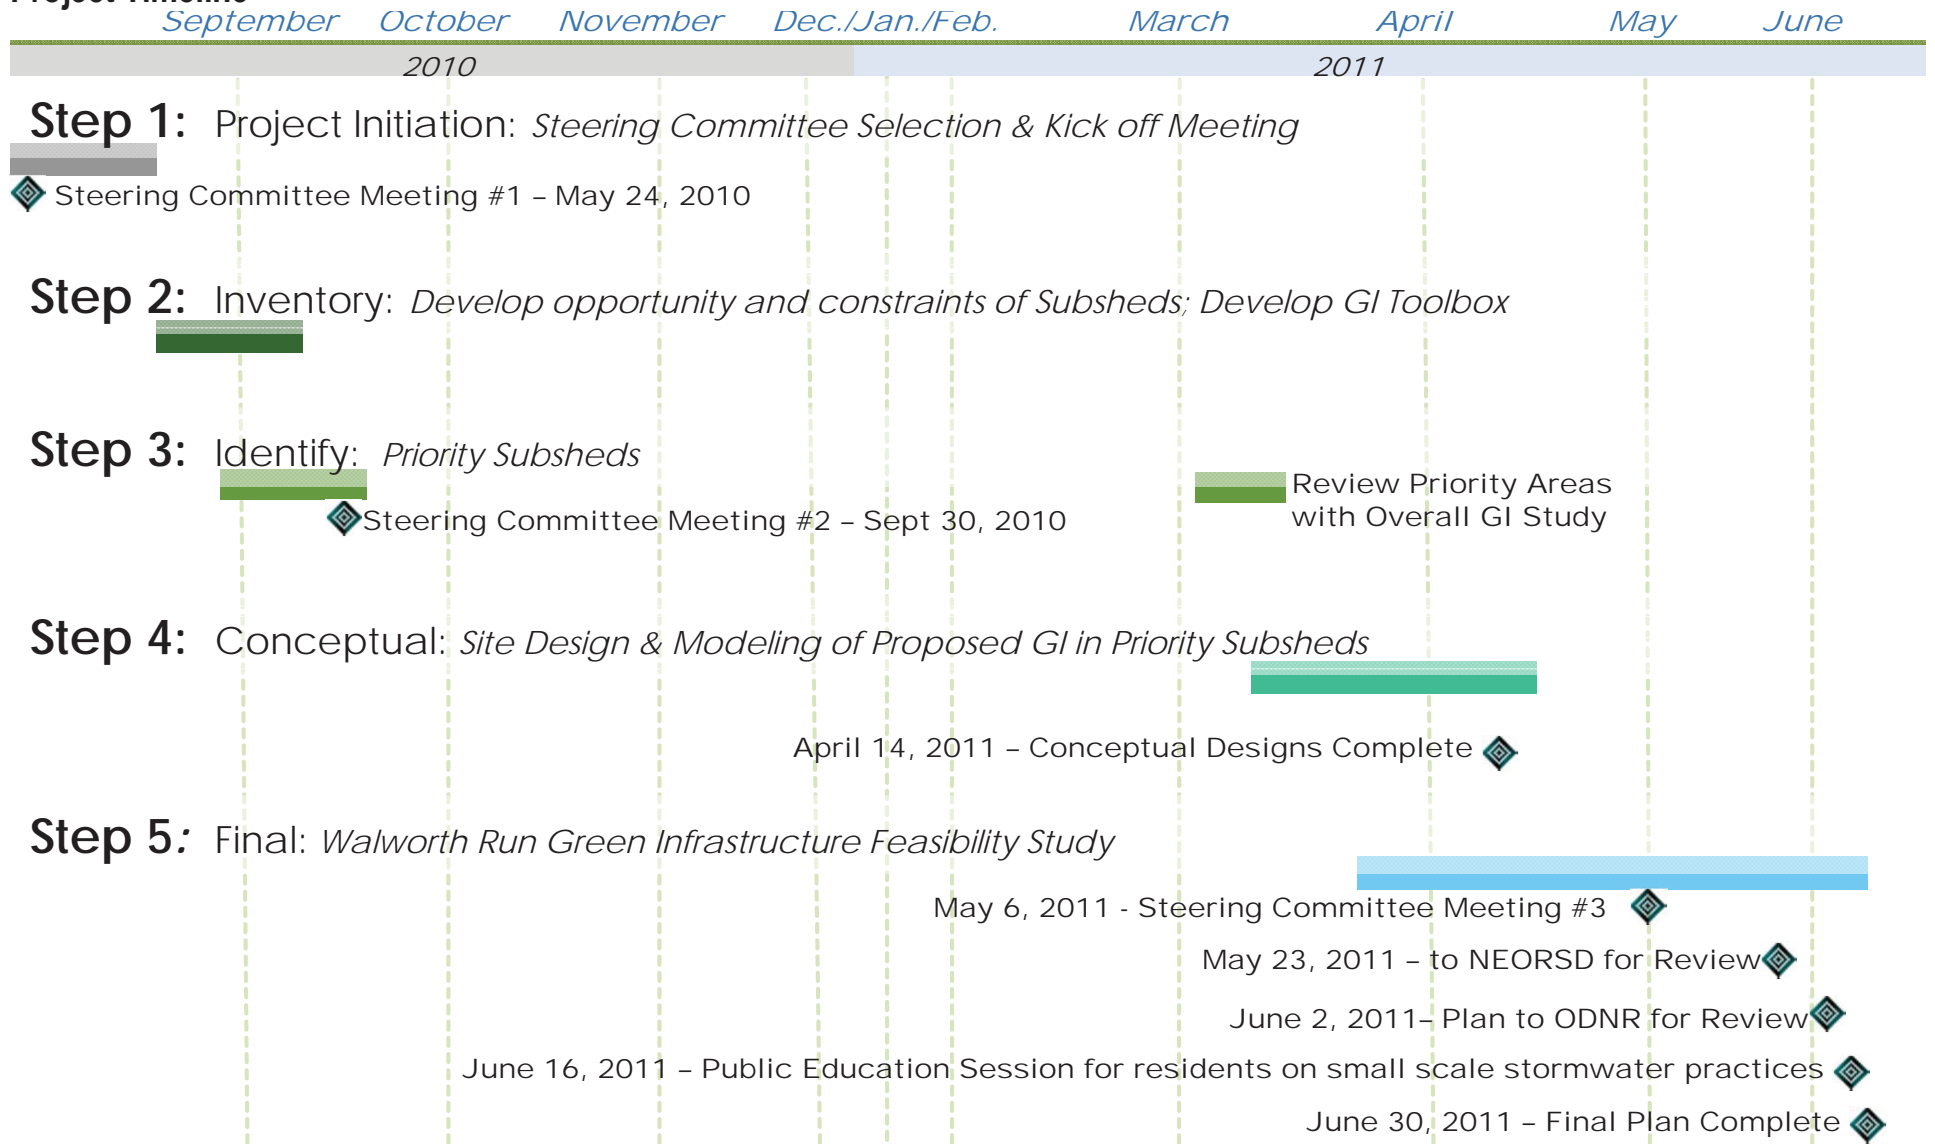 Project Timeline
September October November Dec./Jan./Feb. March April May June
2010 2011
Step 1: Project Initiation: Steering Committee Selection & Kick off Meeting
Steering Committee Meeting #1 – May 24, 2010
Step 2: Inventory: Develop opportunity and constraints of Subsheds; Develop GI Toolbox
Step 3: Identify: Priority Subsheds
Review Priority Areas
with Overall GI Study
Steering Committee Meeting #2 – Sept 30, 2010
Step 4: Conceptual: Site Design & Modeling of Proposed GI in Priority Subsheds
April 14, 2011 – Conceptual Designs Complete
Step 5: Final: Walworth Run Green Infrastructure Feasibility Study
May 6, 2011 - Steering Committee Meeting #3
May 23, 2011 – to NEORSD for Review
June 2, 2011– Plan to ODNR for Review
June 16, 2011 – Public Education Session for residents on small scale stormwater practices
June 30, 2011 – Final Plan Complete